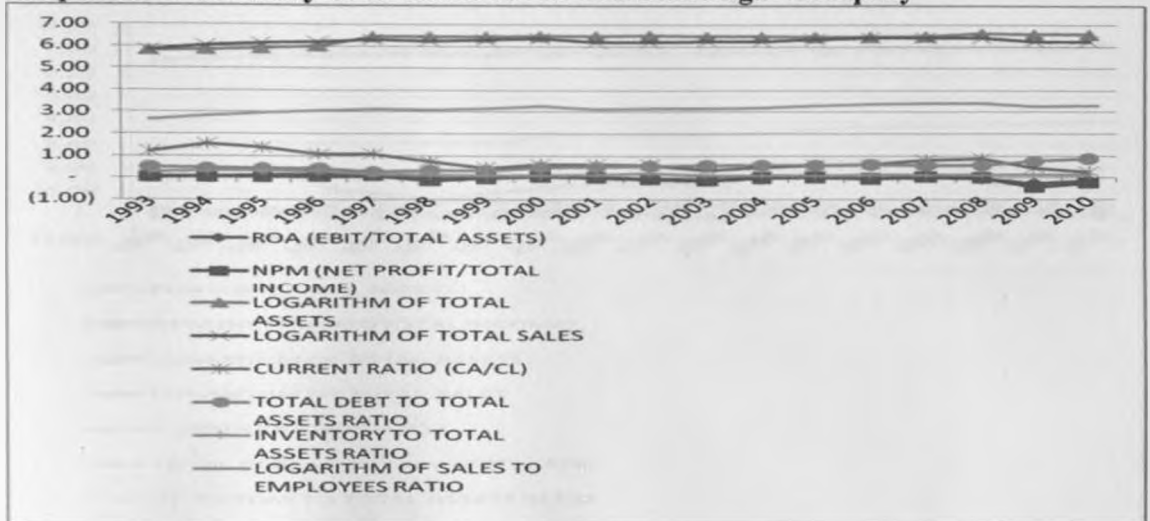 7.00
6.00
5.00
4.00
3.00
2.00
1.00
-
(1.00)
1993 1994 1995 1996 1997 1998 1999 2000 2001 2002 2003 2004 2005 2006 2007 2008 2009 2010
ROA (EBIT/TOTAL ASSETS)
NPM (NET PROFIT/TOTAL
INCOME)
LOGARITHM OF TOTAL
ASSETS
LOGARITHM OF TOTAL SALES
CURRENT RATIO (CA/CL)
TOTAL DEBT TO TOTAL
ASSETS RATIO
INVENTORY TO TOTAL
ASSETS RATIO
LOGARITHM OF SALES TO
EMPLOYEES RATIO